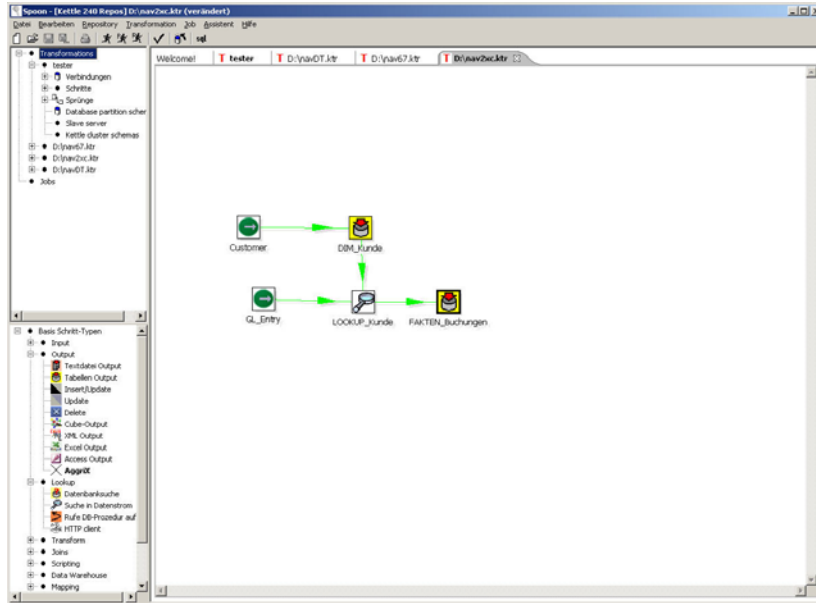 Spoon - [Kettle 240 Repos] D:\nav2xc.ktr (verändert)
Datei Bearbeiten Repository Transformation Job Assistent Hilfe
sql
Transformations
tester
Verbindungen
Schritte
Sprünge
Database partition scher
Slave server
Kettle cluster schemas
D:\nav67.ktr
D:\nav2xc.ktr
D:\navDT.ktr
Jobs
Welcome! T tester T D:\navDT.ktr T D:\nav67.ktr T D:\nav2xc.ktr
Customer DIM_Kunde
GL_Entry LOOKUP_Kunde FAKTEN_Buchungen
Basis Schritt-Typen
Input
Output
Textdatei Output
Tabellen Output
Insert/Update
Update
Delete
Cube-Output
XML Output
Excel Output
Access Output
AggriX
Lookup
Datenbanksuche
Suche in Datenstrom
Rufe DB-Prozedur auf
HTTP client
Transform
Joins
Scripting
Data Warehouse
Mapping